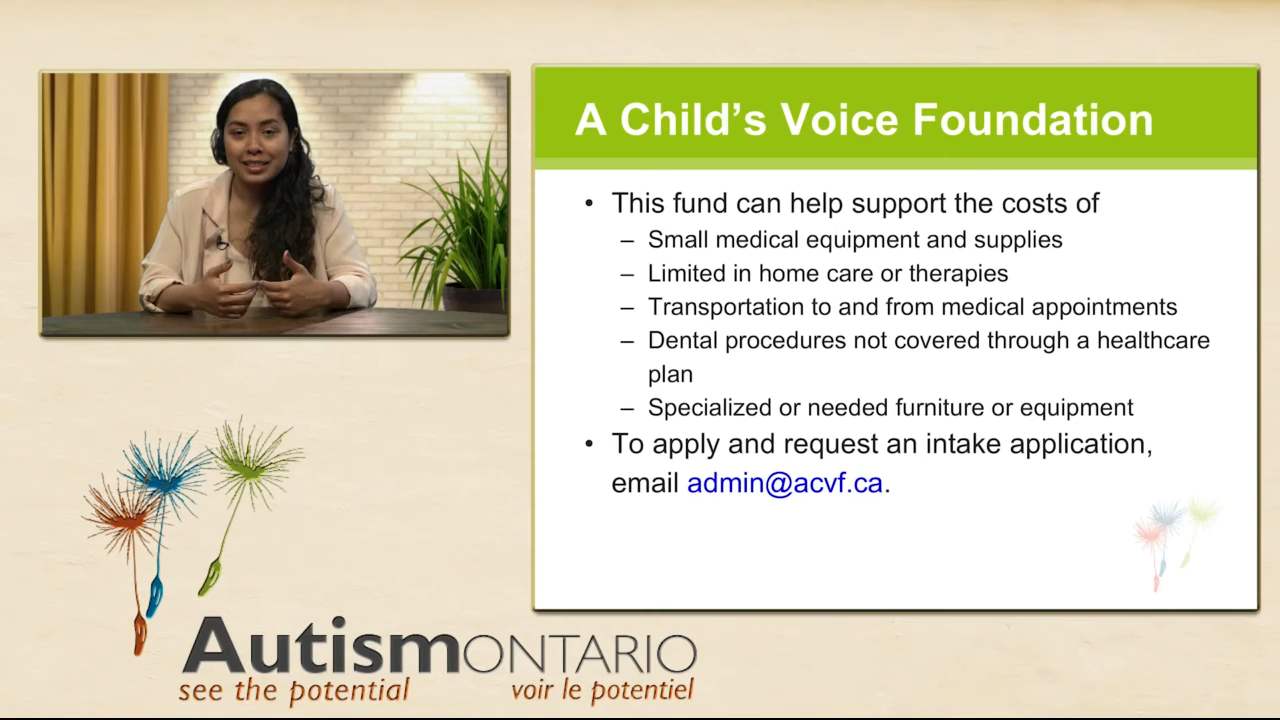 A Child's Voice Foundation
• This fund can help support the costs of
– Small medical equipment and supplies
– Limited in home care or therapies
– Transportation to and from medical appointments
– Dental procedures not covered through a healthcare
plan
– Specialized or needed furniture or equipment
• To apply and request an intake application,
email admin@acvf.ca.
AutismONTARIO
see the potential voir le potentiel